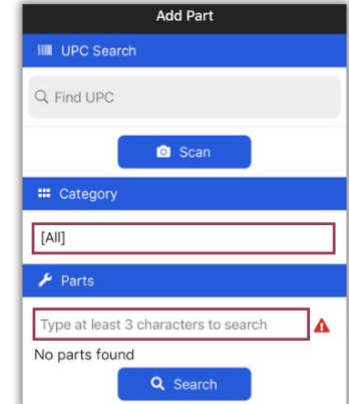 Add Part
UPC Search
Find UPC
Scan
Category
[All]
Parts
Type at least 3 characters to search
No parts found
Search